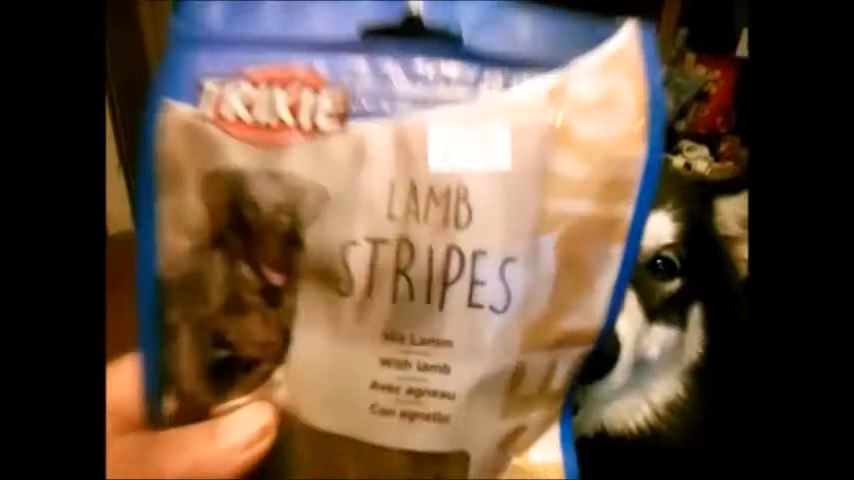 TRIXIE
LAMB
STRIPES
Mit Lamm
With lamb
Avec agneau
Con agnello